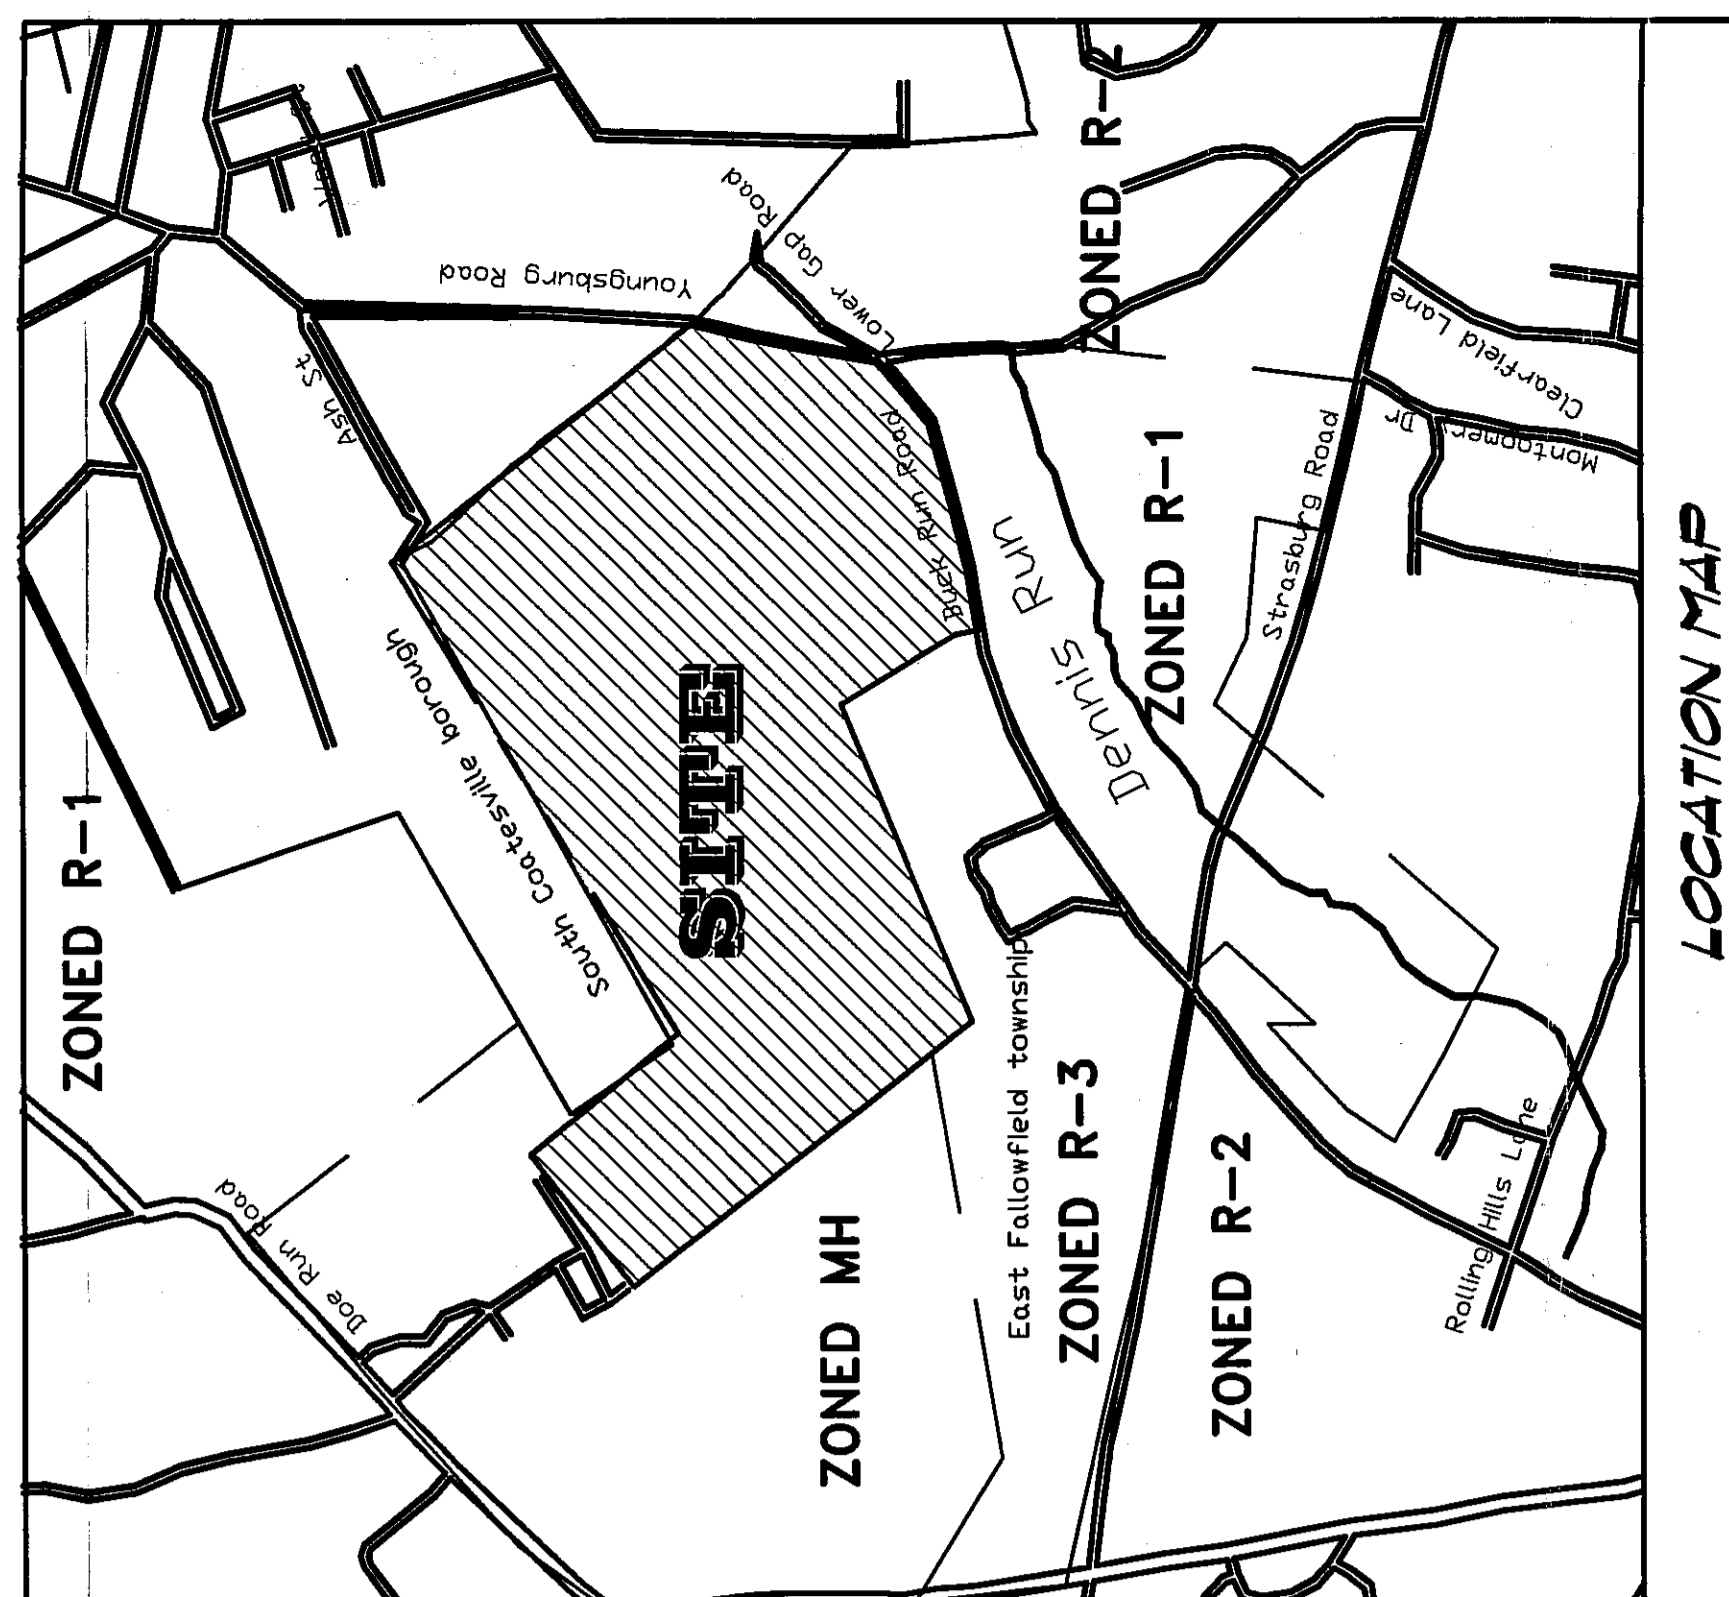 ZONED R-1
Doe Run Road
Ash St
South Coatesville borough
Youngsburg Road
SITE
Lower Gap Road
ZONED MH
Buck Run Road
Dennis Run
East Fallowfield township
ZONED R-3
ZONED R-2
ZONED R-1
ZONED R-2
Strasburg Road
Clearfield Lane
Montgomery Dr
Rolling Hills Lane
LOCATION MAP